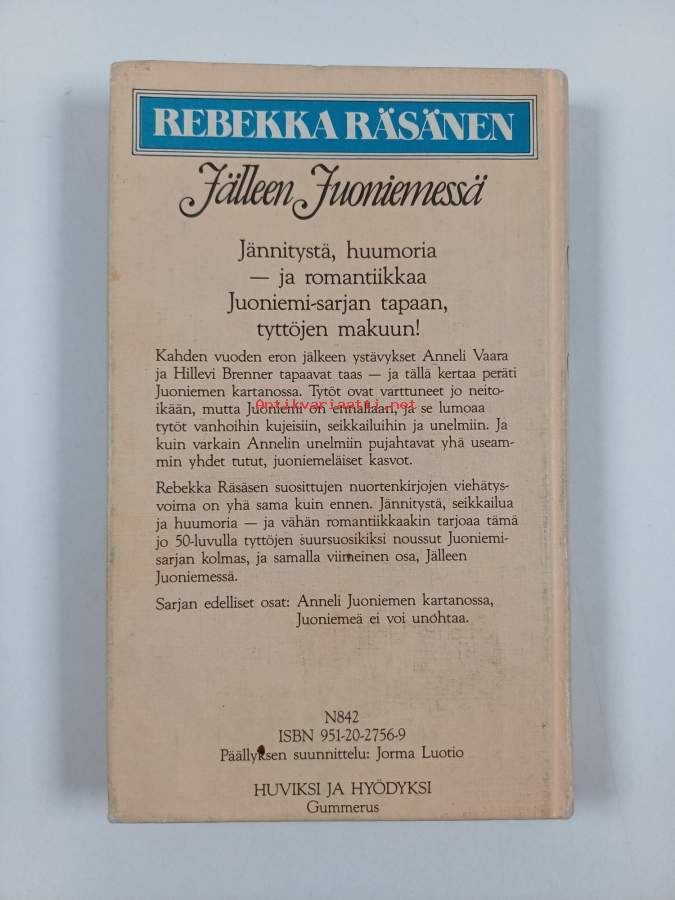 REBEKKA RÄSÄNEN
Jälleen Juoniemessä
Jännitystä, huumoria
— ja romantiikkaa
Juoniemi-sarjan tapaan,
tyttöjen makuun!
Kahden vuoden eron jälkeen ystävykset Anneli Vaara
ja Hillevi Brenner tapaavat taas — ja tällä kertaa peräti
Juoniemen kartanossa. Tytöt ovat varttuneet jo neito-
ikään, mutta Juoniemi on ennallaan, ja se lumoaa
Antikvariaatti.net
tytöt vanhoihin kujeisiin, seikkailuihin ja unelmiin. Ja
kuin varkain Annelin unelmiin pujahtavat yhä useam-
min yhdet tutut, juoniemeläiset kasvot.
Rebekka Räsäsen suosittujen nuortenkirjojen viehätys-
voima on yhä sama kuin ennen. Jännitystä, seikkailua
ja huumoria — ja vähän romantiikkaakin tarjoaa tämä
jo 50-luvulla tyttöjen suursuosikiksi noussut Juoniemi-
sarjan kolmas, ja samalla viimeinen osa, Jälleen
Juoniemessä.
Sarjan edelliset osat: Anneli Juoniemen kartanossa,
Juoniemeä ei voi unohtaa.
N842
ISBN 951-20-2756-9
Päällyksen suunnittelu: Jorma Luotio
HUVIKSI JA HYÖDYKSI
Gummerus